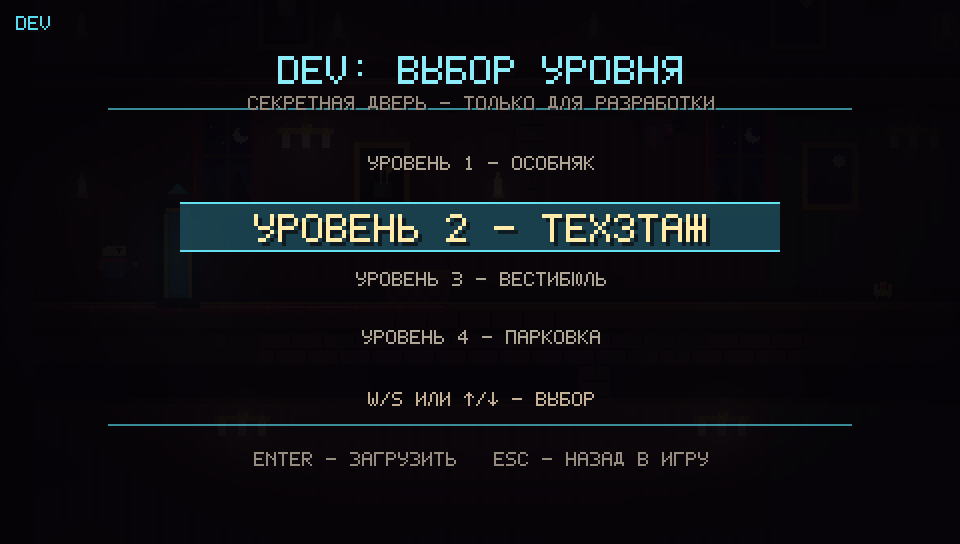 DEV
DEV: ВЫБОР УРОВНЯ
СЕКРЕТНАЯ ДВЕРЬ – ТОЛЬКО ДЛЯ РАЗРАБОТКИ
УРОВЕНЬ 1 – ОСОБНЯК
УРОВЕНЬ 2 – ТЕХЭТАЖ
УРОВЕНЬ 3 – ВЕСТИБЮЛЬ
УРОВЕНЬ 4 – ПАРКОВКА
W/S ИЛИ ↑/↓ – ВЫБОР
ENTER – ЗАГРУЗИТЬ ESC – НАЗАД В ИГРУ